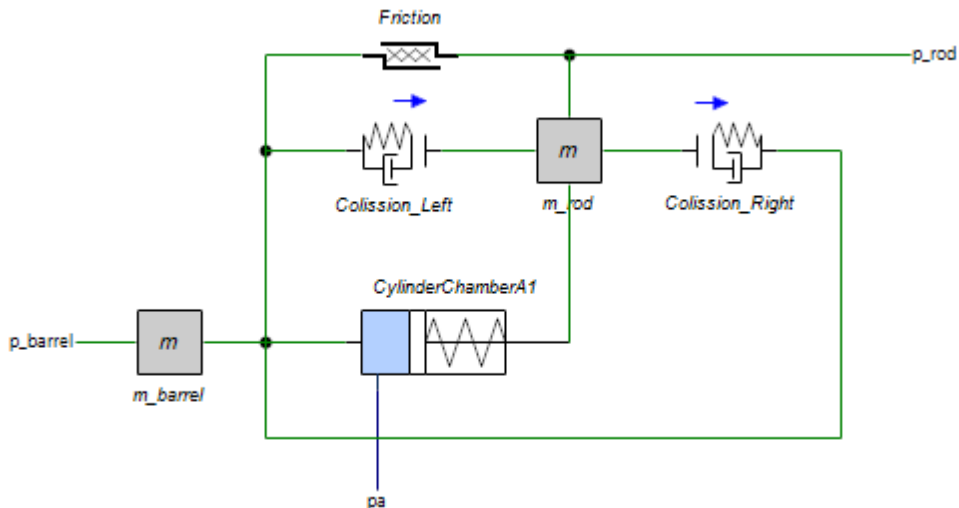 Friction
p_rod
m
Colission_Left
m_rod
Colission_Right
CylinderChamberA1
p_barrel
m
m_barrel
pa